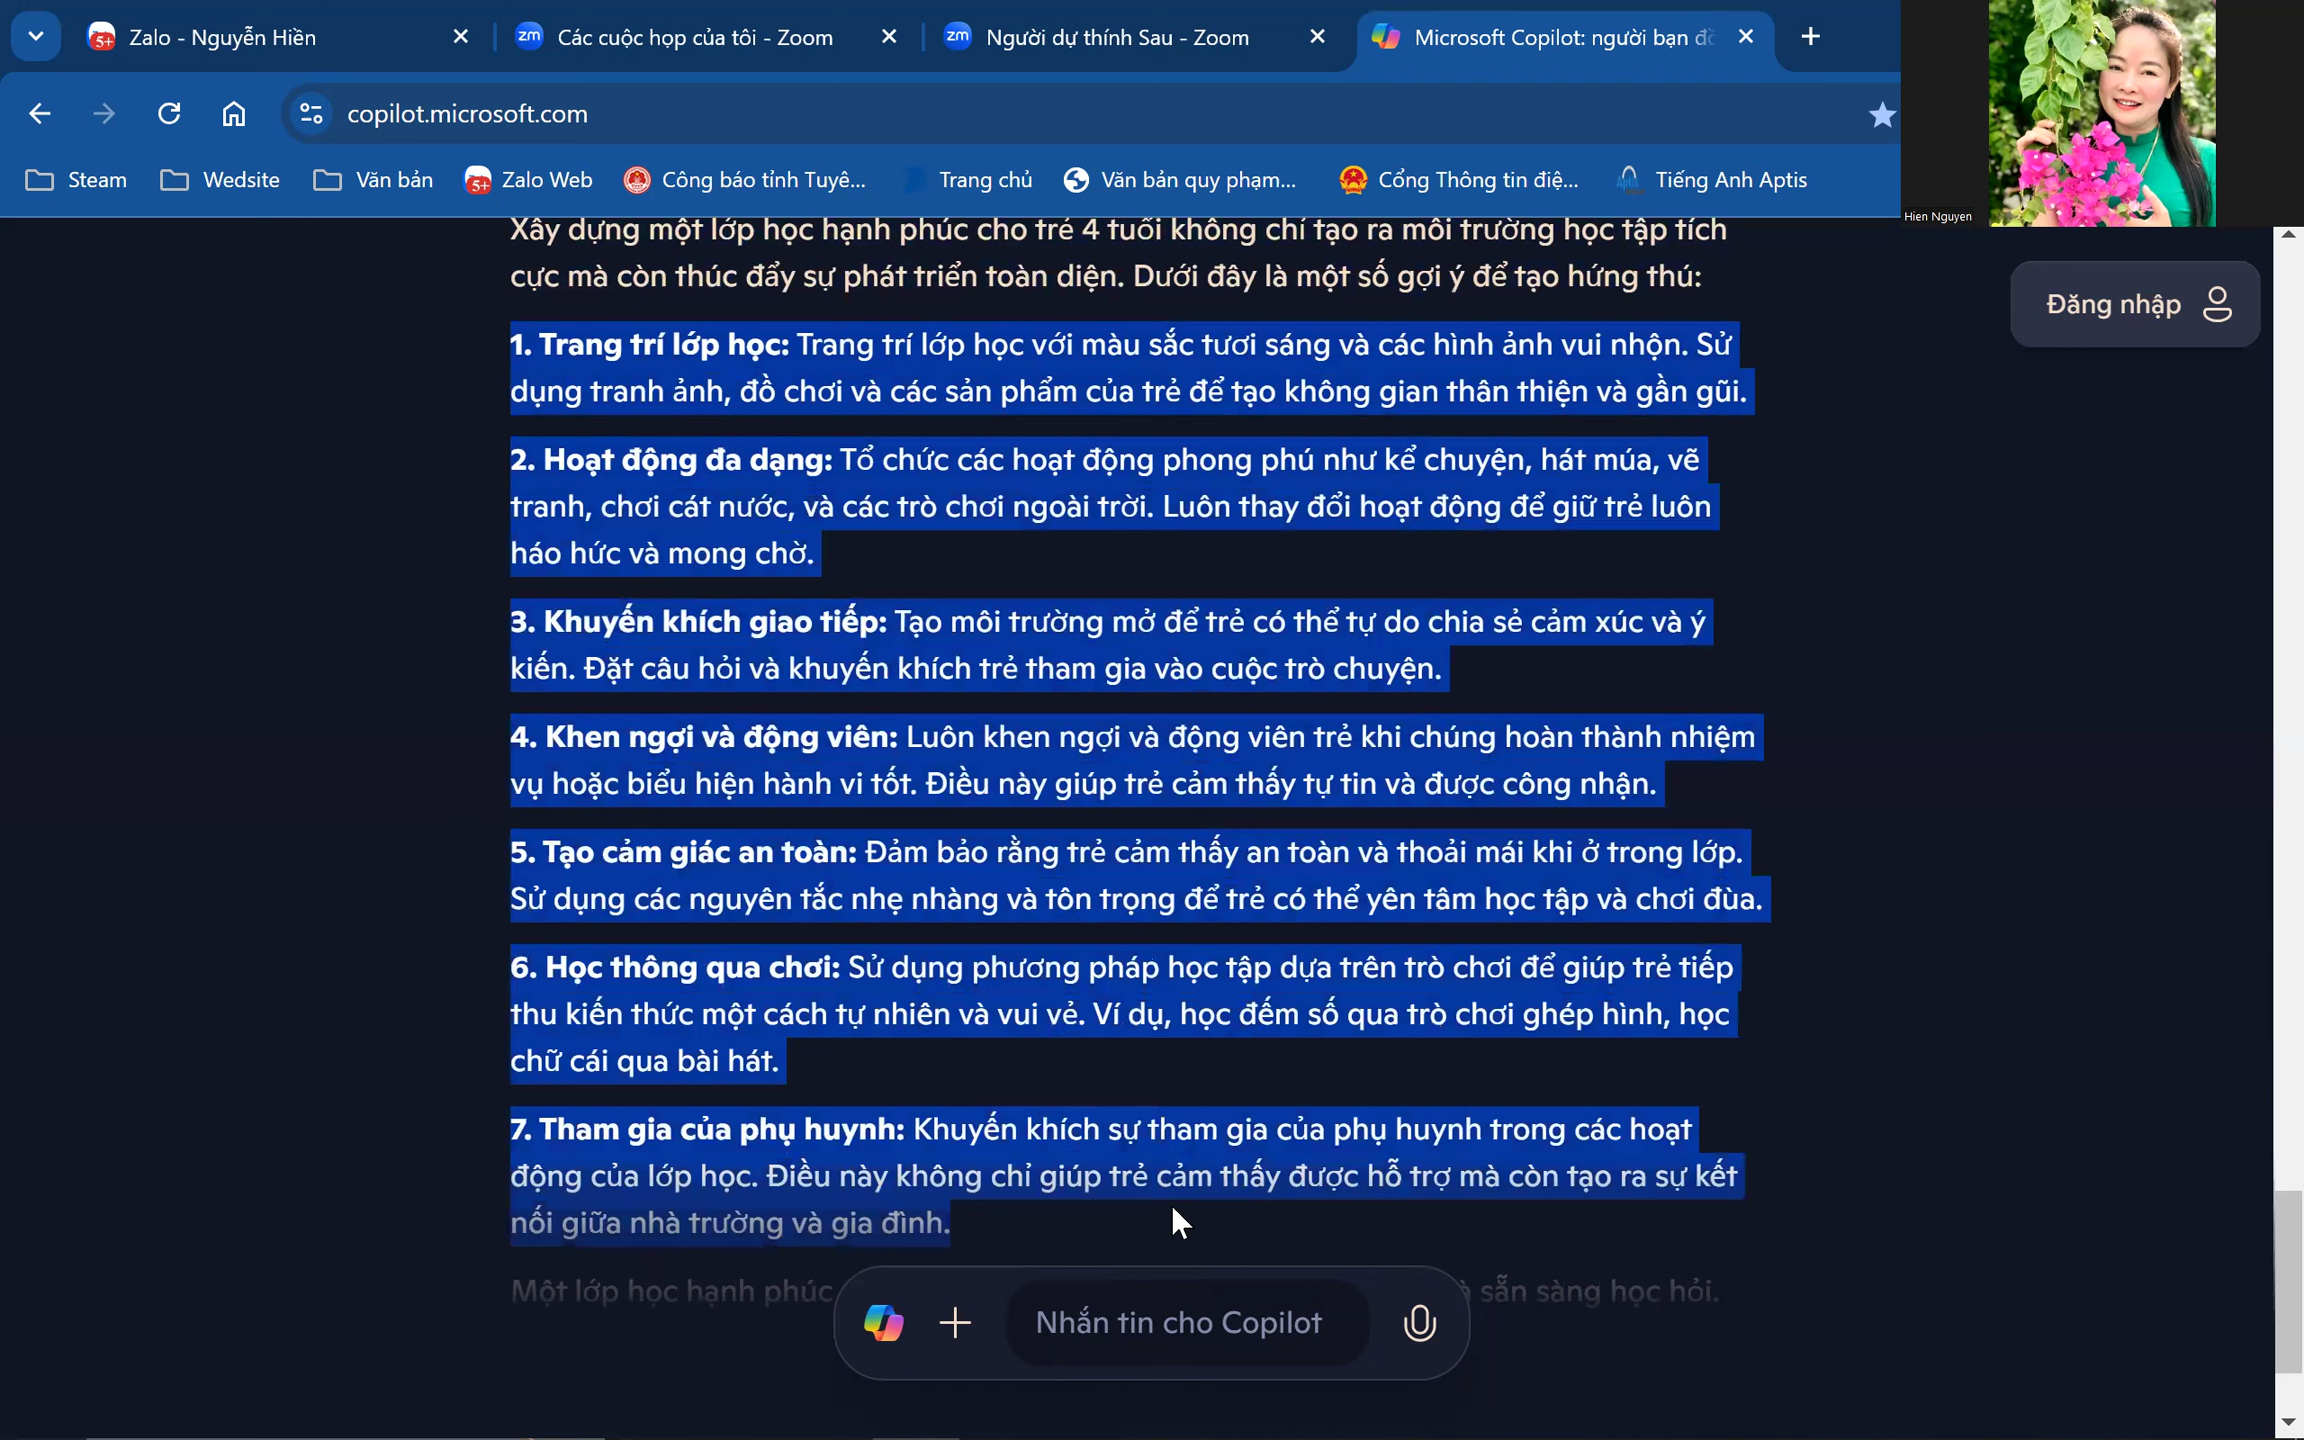 Zalo - Nguyễn Hiền
Các cuộc họp của tôi - Zoom
Người dự thính Sau - Zoom
Microsoft Copilot: người bạn
copilot.microsoft.com
Steam
Wedsite
Văn bản
Zalo Web
Công báo tỉnh Tuyê...
Trang chủ
Văn bản quy phạm...
Cổng Thông tin điệ...
Tiếng Anh Aptis
Hien Nguyen
Đăng nhập
Xây dựng một lớp học hạnh phúc cho trẻ 4 tuổi không chỉ tạo ra môi trường học tập tích
cực mà còn thúc đẩy sự phát triển toàn diện. Dưới đây là một số gợi ý để tạo hứng thú:
1. Trang trí lớp học: Trang trí lớp học với màu sắc tươi sáng và các hình ảnh vui nhộn. Sử
dụng tranh ảnh, đồ chơi và các sản phẩm của trẻ để tạo không gian thân thiện và gần gũi.
2. Hoạt động đa dạng: Tổ chức các hoạt động phong phú như kể chuyện, hát múa, vẽ
tranh, chơi cát nước, và các trò chơi ngoài trời. Luôn thay đổi hoạt động để giữ trẻ luôn
háo hức và mong chờ.
3. Khuyến khích giao tiếp: Tạo môi trường mở để trẻ có thể tự do chia sẻ cảm xúc và ý
kiến. Đặt câu hỏi và khuyến khích trẻ tham gia vào cuộc trò chuyện.
4. Khen ngợi và động viên: Luôn khen ngợi và động viên trẻ khi chúng hoàn thành nhiệm
vụ hoặc biểu hiện hành vi tốt. Điều này giúp trẻ cảm thấy tự tin và được công nhận.
5. Tạo cảm giác an toàn: Đảm bảo rằng trẻ cảm thấy an toàn và thoải mái khi ở trong lớp.
Sử dụng các nguyên tắc nhẹ nhàng và tôn trọng để trẻ có thể yên tâm học tập và chơi đùa.
6. Học thông qua chơi: Sử dụng phương pháp học tập dựa trên trò chơi để giúp trẻ tiếp
thu kiến thức một cách tự nhiên và vui vẻ. Ví dụ, học đếm số qua trò chơi ghép hình, học
chữ cái qua bài hát.
7. Tham gia của phụ huynh: Khuyến khích sự tham gia của phụ huynh trong các hoạt
động của lớp học. Điều này không chỉ giúp trẻ cảm thấy được hỗ trợ mà còn tạo ra sự kết
nối giữa nhà trường và gia đình.
Một lớp học hạnh phúc sẵn sàng học hỏi.
Nhắn tin cho Copilot